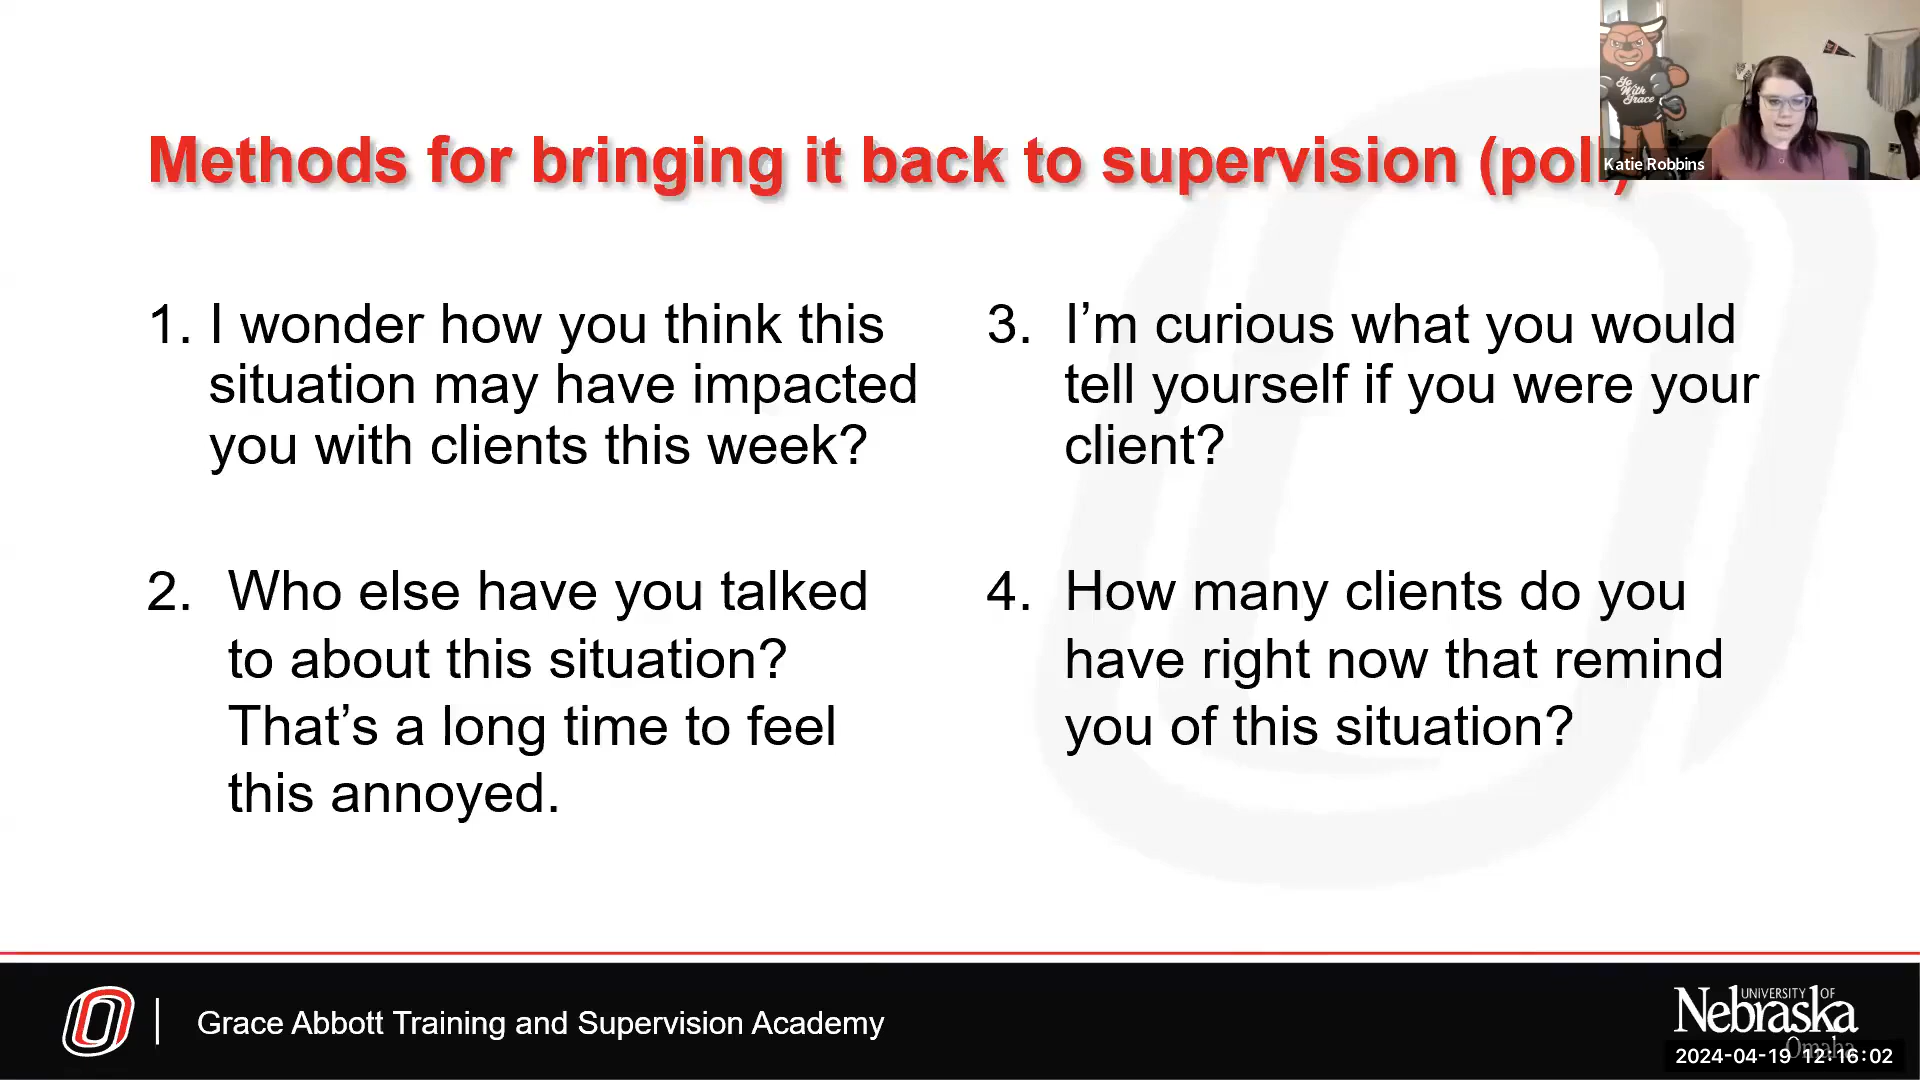 Methods for bringing it back to supervision (poll)
Go
With
Grace
Katie Robbins
1. I wonder how you think this
situation may have impacted
you with clients this week?
2. Who else have you talked
to about this situation?
That’s a long time to feel
this annoyed.
3. I’m curious what you would
tell yourself if you were your
client?
4. How many clients do you
have right now that remind
you of this situation?
Grace Abbott Training and Supervision Academy
UNIVERSITY OF
Nebraska
Omaha
2024-04-19 12:16:02